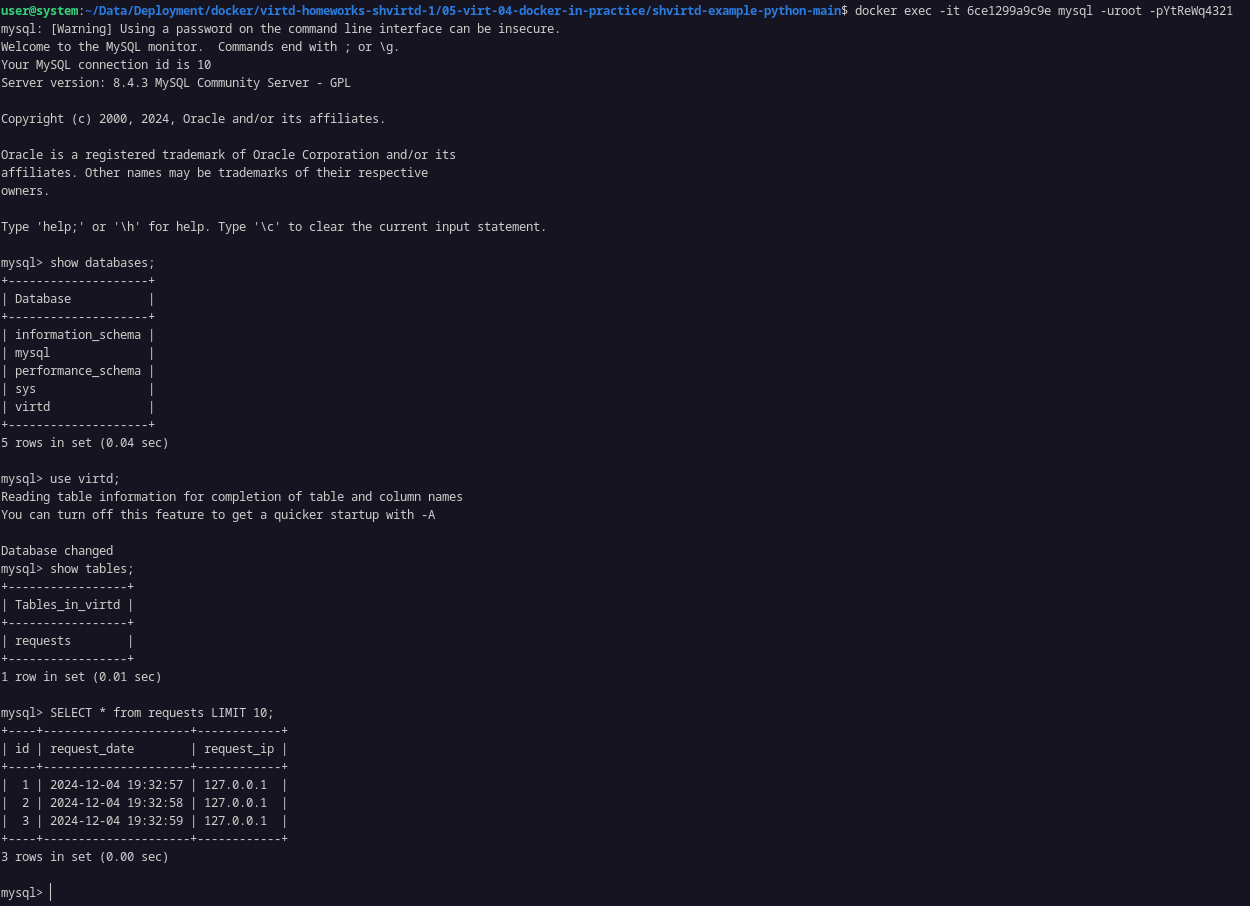 user@system:~/Data/Deployment/docker/virtd-homeworks-shvirtd-1/05-virt-04-docker-in-practice/shvirtd-example-python-main$ docker exec -it 6ce1299a9c9e mysql -uroot -pYtReWq4321
mysql: [Warning] Using a password on the command line interface can be insecure.
Welcome to the MySQL monitor.  Commands end with ; or \g.
Your MySQL connection id is 10
Server version: 8.4.3 MySQL Community Server - GPL

Copyright (c) 2000, 2024, Oracle and/or its affiliates.

Oracle is a registered trademark of Oracle Corporation and/or its
affiliates. Other names may be trademarks of their respective
owners.

Type 'help;' or '\h' for help. Type '\c' to clear the current input statement.

mysql> show databases;
+--------------------+
| Database           |
+--------------------+
| information_schema |
| mysql              |
| performance_schema |
| sys                |
| virtd              |
+--------------------+
5 rows in set (0.04 sec)

mysql> use virtd;
Reading table information for completion of table and column names
You can turn off this feature to get a quicker startup with -A

Database changed
mysql> show tables;
+-----------------+
| Tables_in_virtd |
+-----------------+
| requests        |
+-----------------+
1 row in set (0.01 sec)

mysql> SELECT * from requests LIMIT 10;
+----+---------------------+------------+
| id | request_date        | request_ip |
+----+---------------------+------------+
|  1 | 2024-12-04 19:32:57 | 127.0.0.1  |
|  2 | 2024-12-04 19:32:58 | 127.0.0.1  |
|  3 | 2024-12-04 19:32:59 | 127.0.0.1  |
+----+---------------------+------------+
3 rows in set (0.00 sec)

mysql>